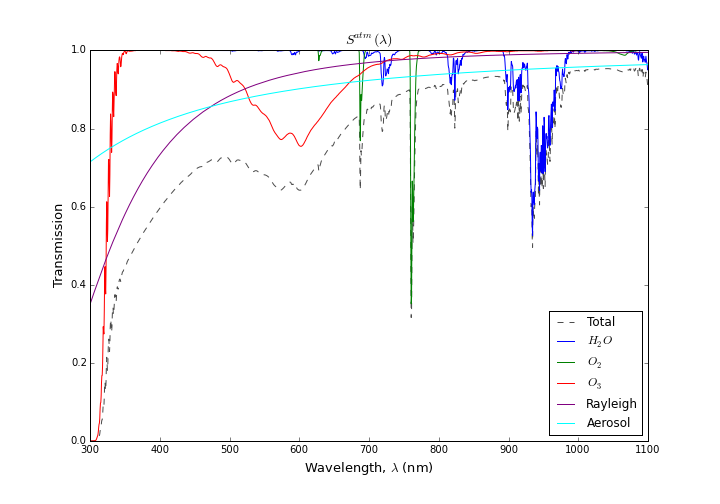 S^{atm}(λ)
1.0
0.8
0.6
0.4
0.2
0.0
Transmission
300 400 500 600 700 800 900 1000 1100
Wavelength, λ (nm)
Total
H₂O
O₂
O₃
Rayleigh
Aerosol